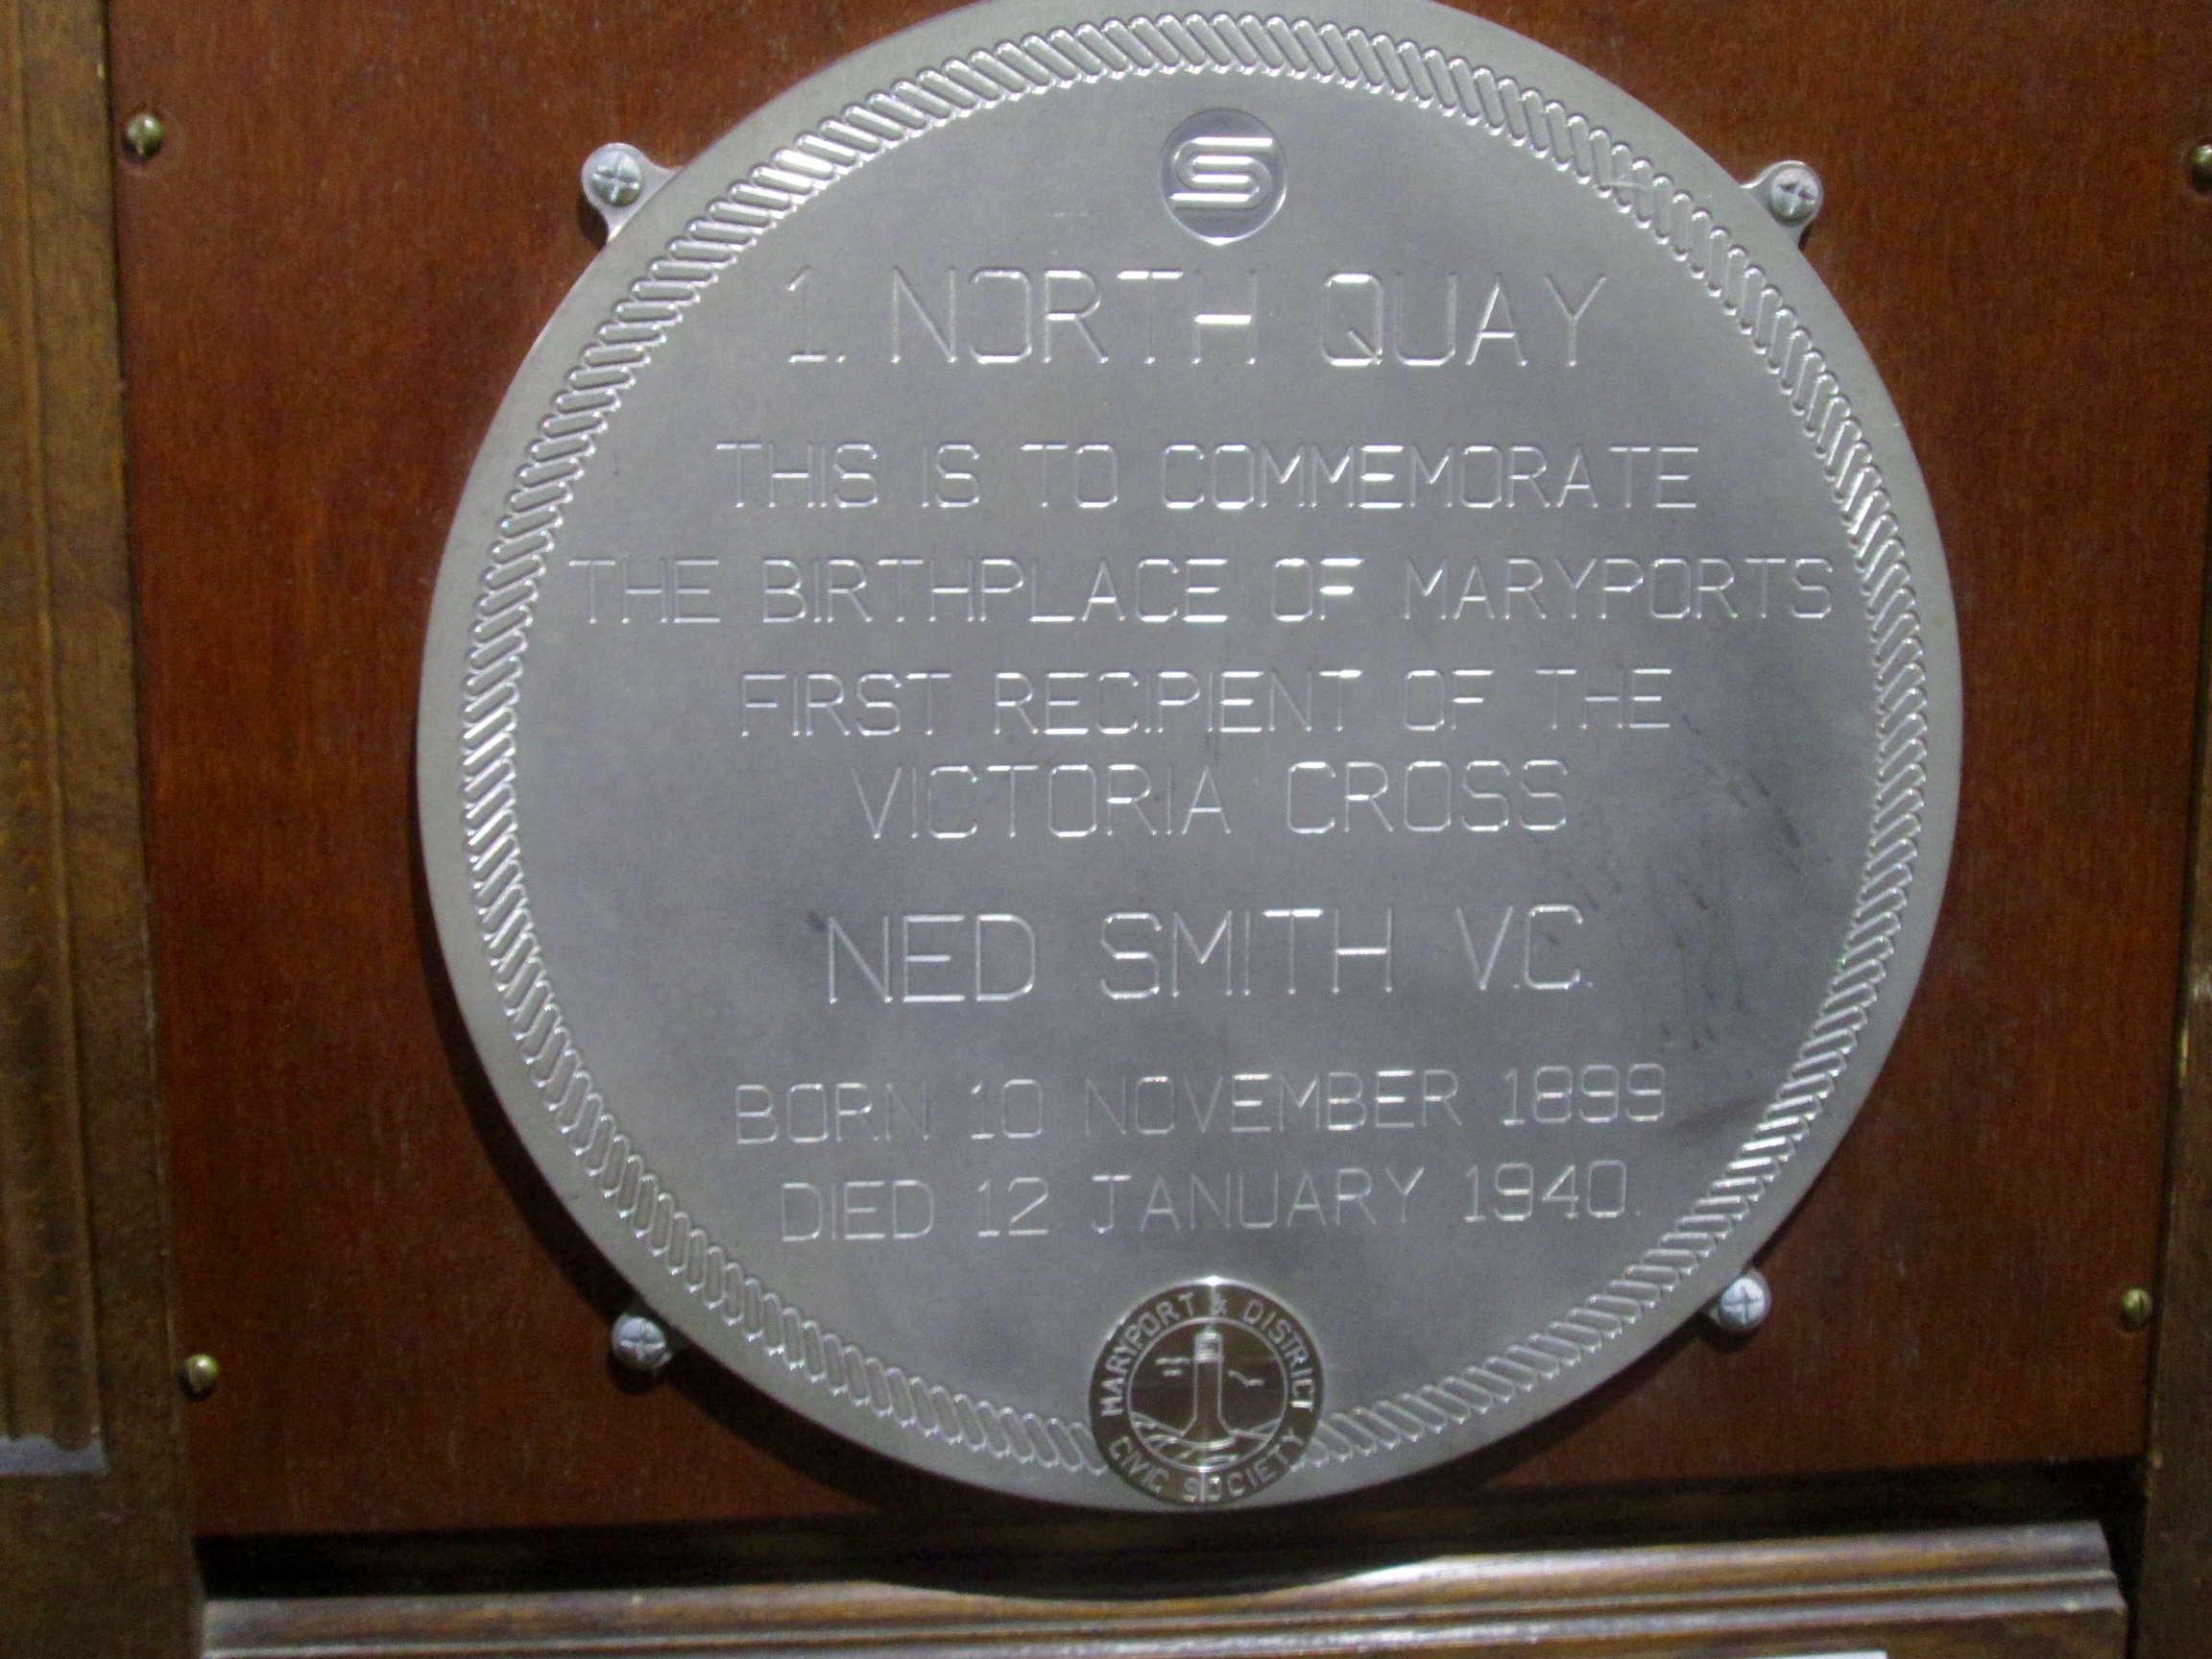 S
1. NORTH QUAY
THIS IS TO COMMEMORATE
THE BIRTHPLACE OF MARYPORTS
FIRST RECIPIENT OF THE
VICTORIA CROSS
NED SMITH V.C.
BORN 10 NOVEMBER 1899
DIED 12 JANUARY 1940.
MARYPORT & DISTRICT
CIVIC SOCIETY